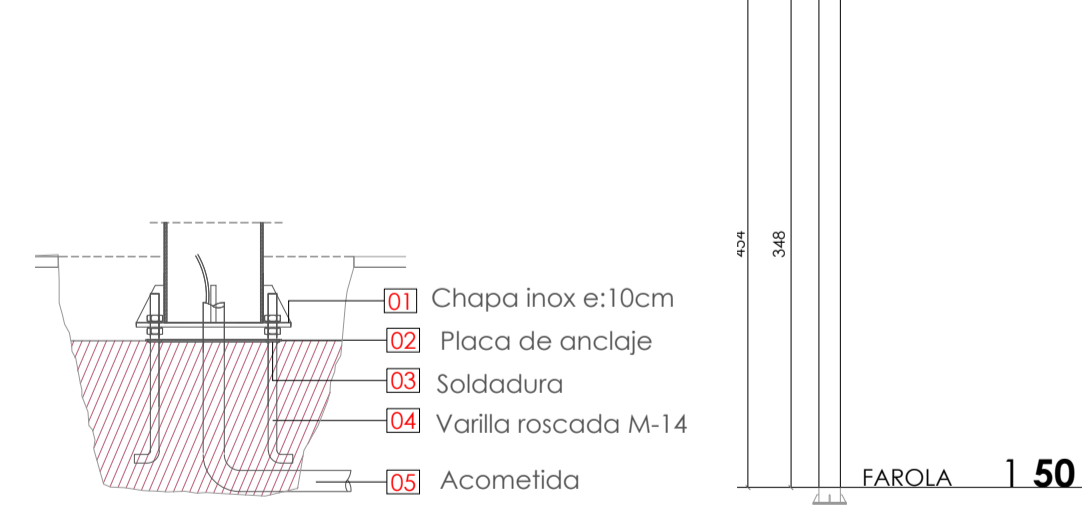 01 Chapa inox e:10cm
02 Placa de anclaje
03 Soldadura
04 Varilla roscada M-14
05 Acometida
348
FAROLA 1 50